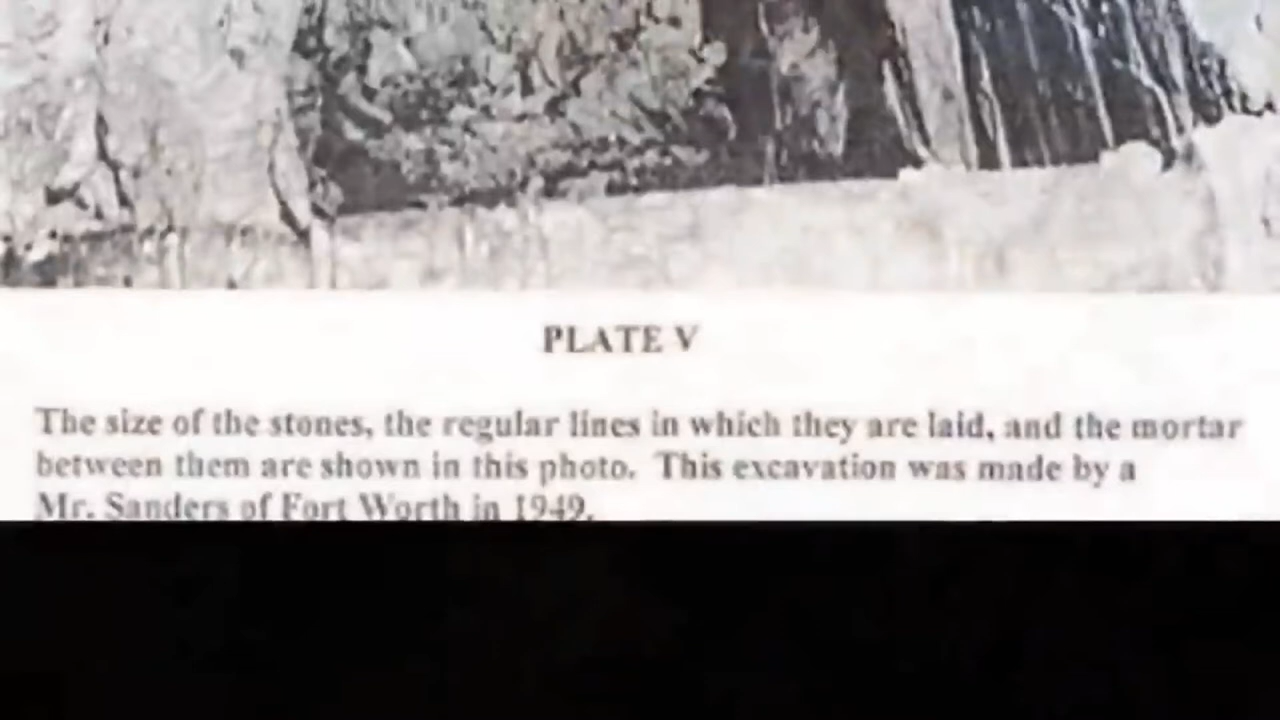 PLATE V
The size of the stones, the regular lines in which they are laid, and the mortar
between them are shown in this photo. This excavation was made by a
Mr. Sanders of Fort Worth in 1949.